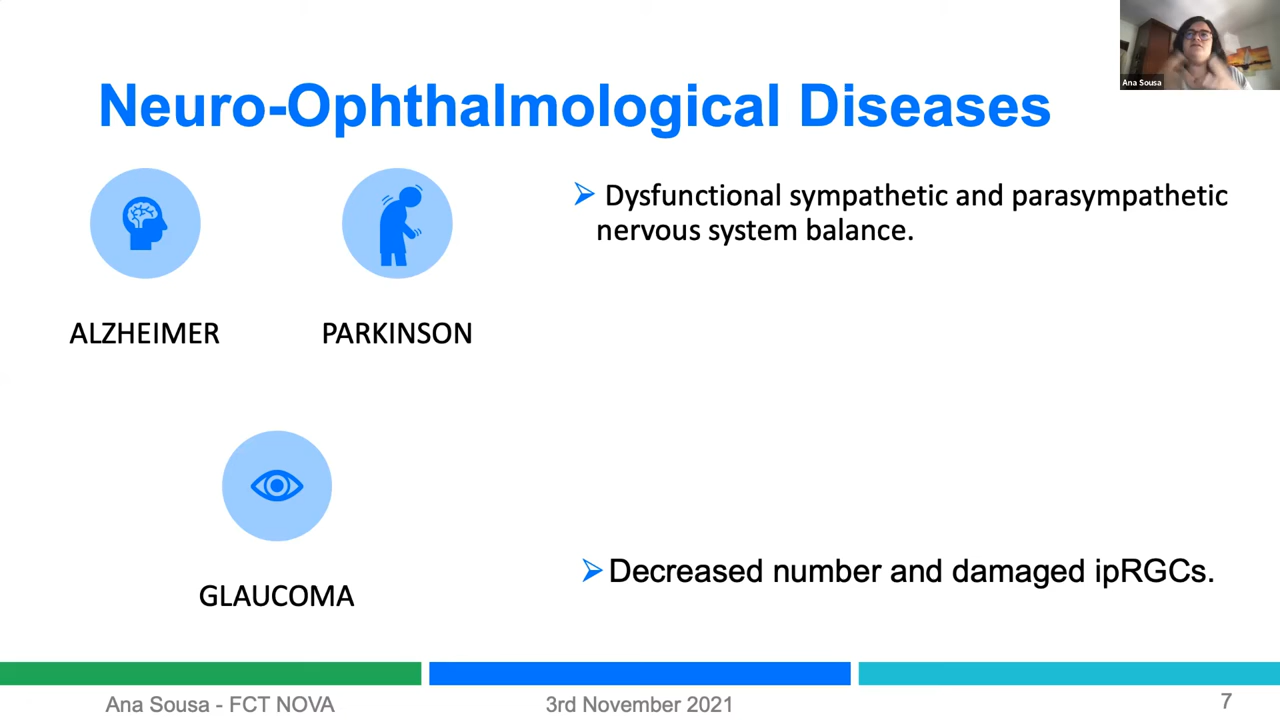 Ana Sousa
Neuro-Ophthalmological Diseases
ALZHEIMER
PARKINSON
➢ Dysfunctional sympathetic and parasympathetic
nervous system balance.
GLAUCOMA
➢ Decreased number and damaged ipRGCs.
Ana Sousa - FCT NOVA
3rd November 2021
7